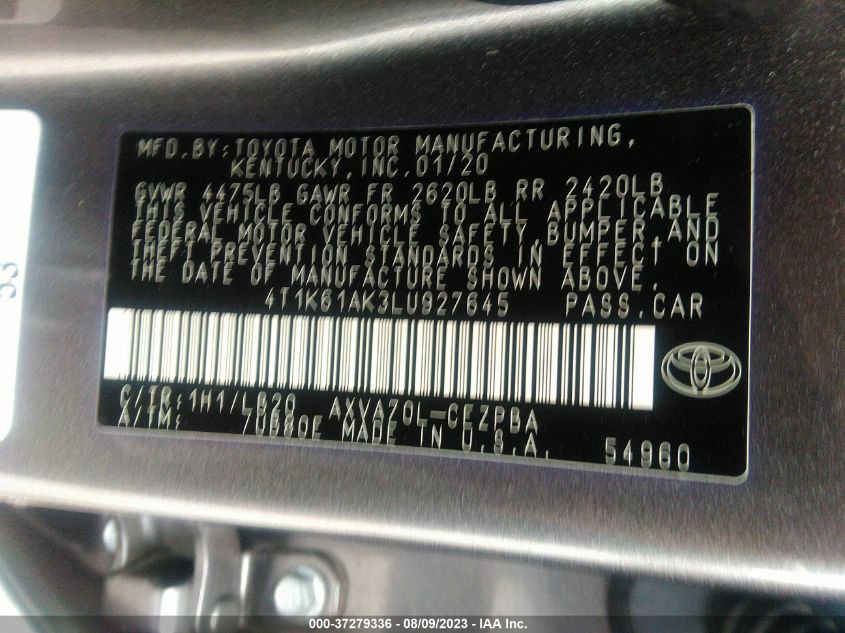 MFD.BY:TOYOTA MOTOR MANUFACTURING,
KENTUCKY,INC.01/20
GVWR 4475LB GAWR FR 2620LB RR 2420LB
THIS VEHICLE CONFORMS TO ALL APPLICABLE
FEDERAL MOTOR VEHICLE SAFETY,BUMPER,AND
THEFT PREVENTION STANDARDS IN EFFECT ON
THE DATE OF MANUFACTURE SHOWN ABOVE.
4T1K61AK3LU927645 PASS.CAR
C/TR:1H1/LB20 AXVA70L-CEZPBA
A/TM: /UB80E MADE IN U.S.A.
54960
53
000-37279336 - 08/09/2023 - IAA Inc.